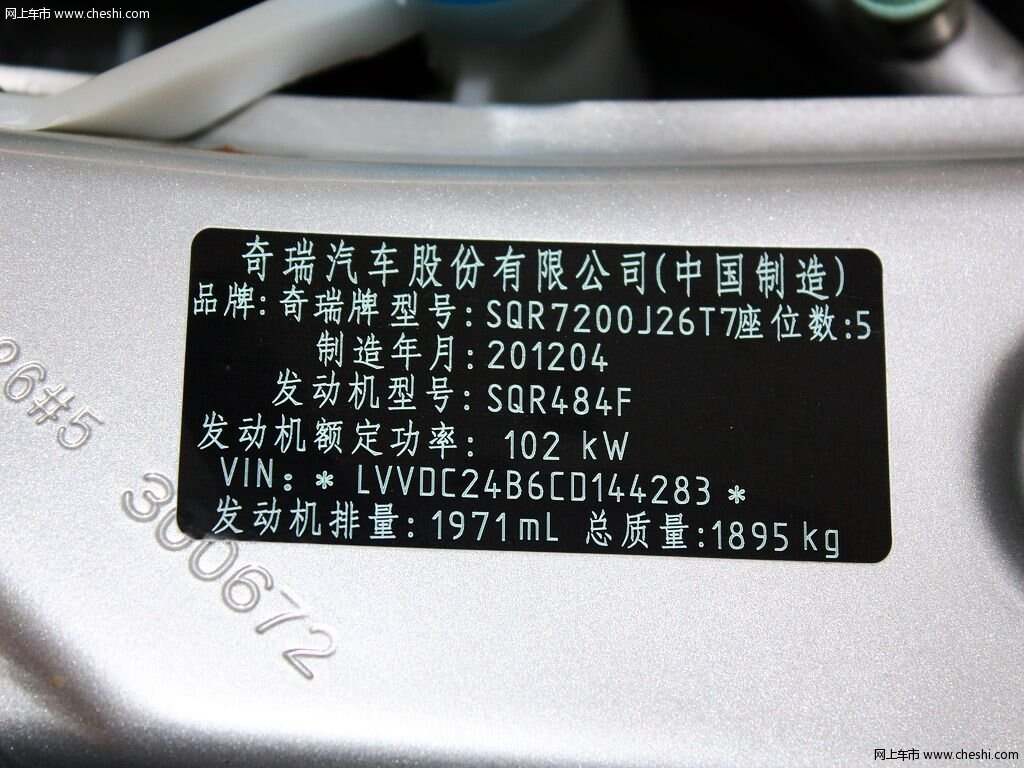 网上车市 www.cheshi.com
奇瑞汽车股份有限公司(中国制造)
品牌:奇瑞牌 型号:SQR7200J26T7座位数:5
制造年月:201204
发动机型号:SQR484F
发动机额定功率: 102 kW
VIN: * LVVDC24B6CD144283 *
发动机排量:1971mL 总质量:1895kg
6#5
300672
网上车市 www.cheshi.com